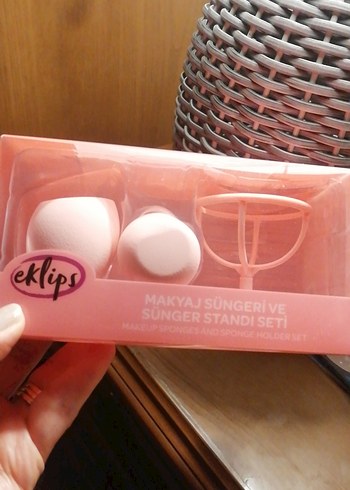 eklips
MAKYAJ SÜNGERİ VE
SÜNGER STANDI SETİ
MAKEUP SPONGES AND SPONGE HOLDER SET